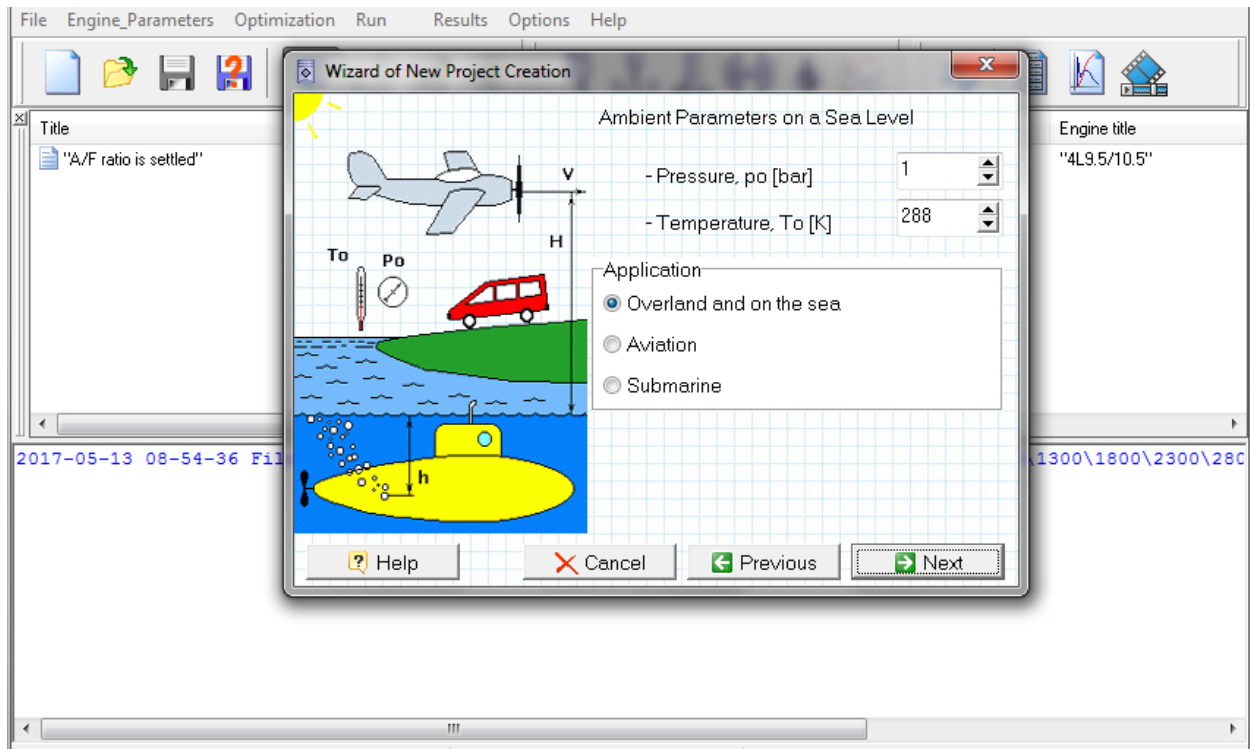 File Engine_Parameters Optimization Run Results Options Help
Wizard of New Project Creation
Title
Engine title
"A/F ratio is settled"
"4L9.5/10.5"
Ambient Parameters on a Sea Level
- Pressure, po [bar] 1
- Temperature, To [K] 288
V
H
To Po
h
Application
Overland and on the sea
Aviation
Submarine
2017-05-13 08-54-36 Fil
\1300\1800\2300\280
Help Cancel Previous Next